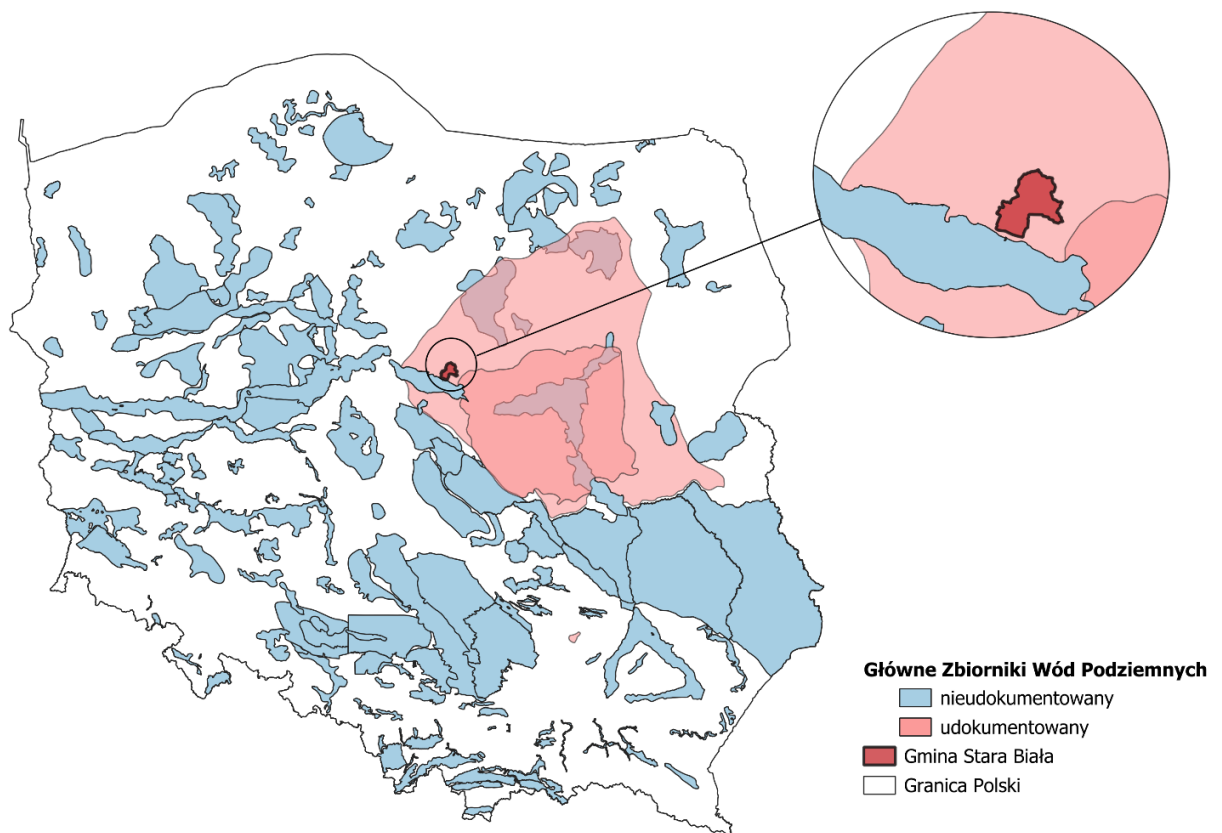 Główne Zbiorniki Wód Podziemnych
nieudokumentowany
udokumentowany
Gmina Stara Biała
Granica Polski